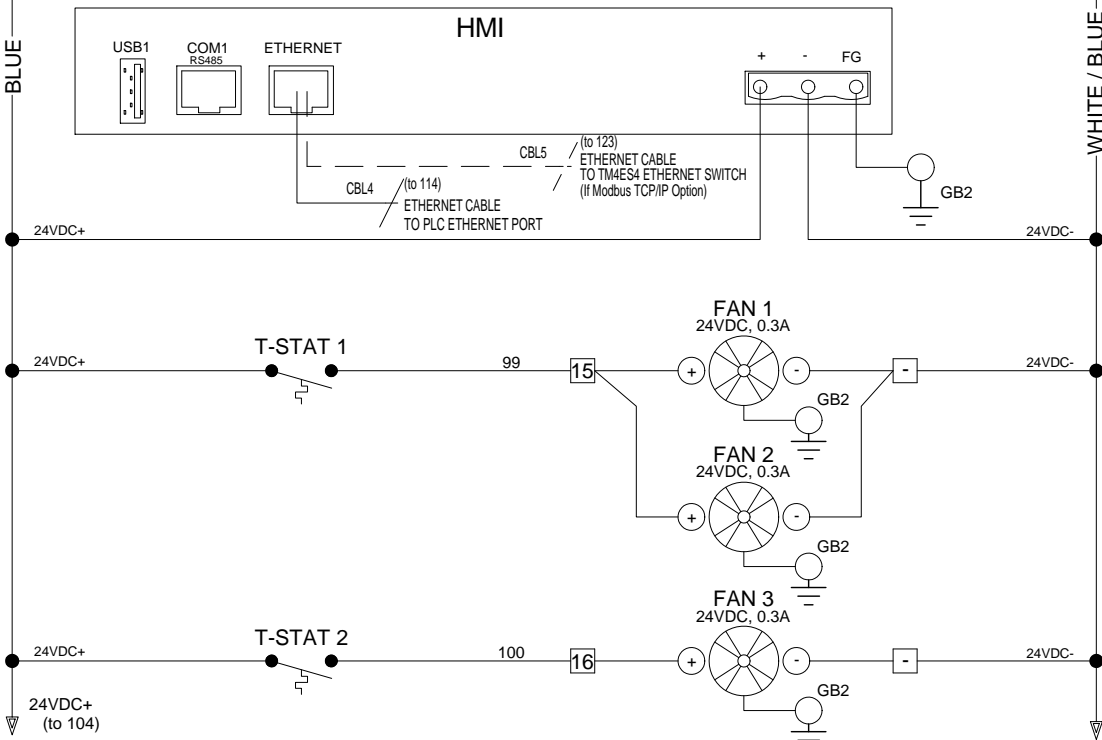 HMI
BLUE
WHITE / BLUE
USB1
COM1
RS485
ETHERNET
+
-
FG
CBL5
(to 123)
ETHERNET CABLE
TO TM4ES4 ETHERNET SWITCH
(If Modbus TCP/IP Option)
CBL4
(to 114)
ETHERNET CABLE
TO PLC ETHERNET PORT
GB2
24VDC+
24VDC-
FAN 1
24VDC, 0.3A
24VDC+
T-STAT 1
99
15
+
-
-
24VDC-
GB2
FAN 2
24VDC, 0.3A
+
-
GB2
FAN 3
24VDC, 0.3A
24VDC+
T-STAT 2
100
16
+
-
-
24VDC-
GB2
24VDC+
(to 104)